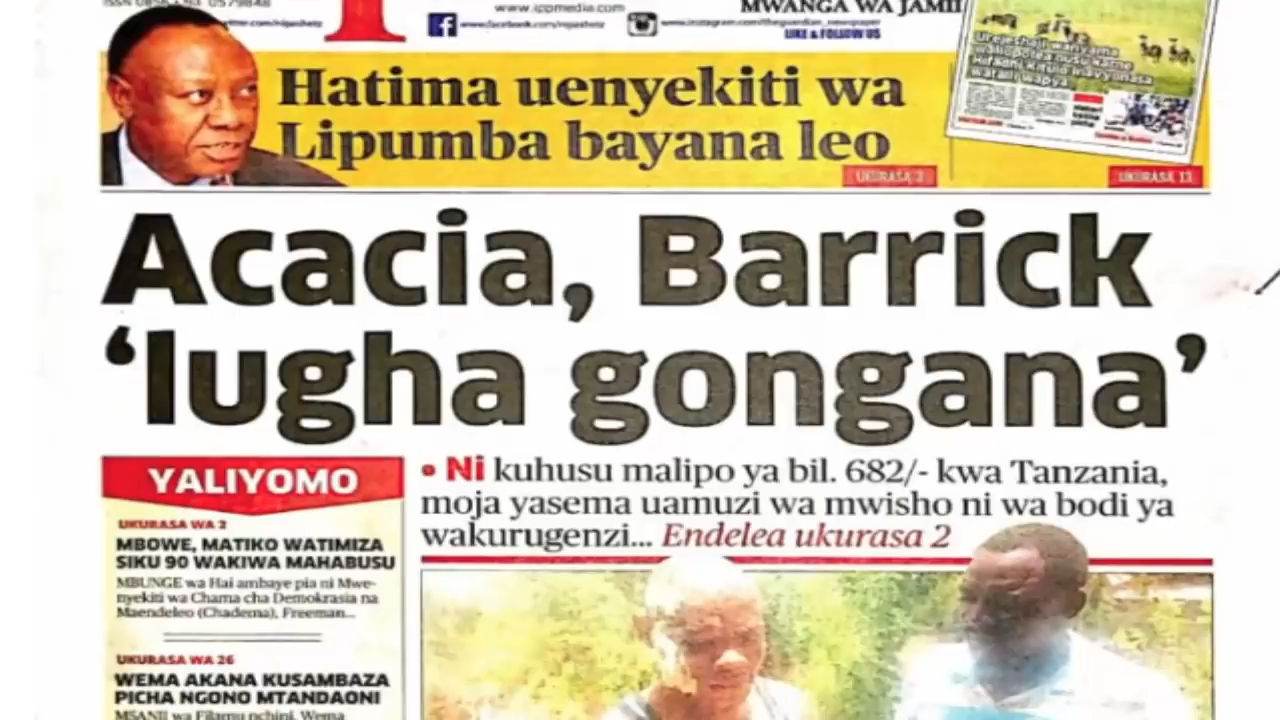 www.ippmedia.com
MWANGA WA JAMII
LIKE & FOLLOW US
Hatima uenyekiti wa
Lipumba bayana leo
UKURASA 13
Acacia, Barrick
‘lugha gongana’
YALIYOMO
UKURASA WA 2
MBOWE, MATIKO WATIMIZA
SIKU 90 WAKIWA MAHABUSU
MBUNGE wa Hai ambaye pia ni Mwe-
nyekiti wa Chama cha Demokrasia na
Maendeleo (Chadema), Freeman...
UKURASA WA 26
WEMA AKANA KUSAMBAZA
PICHA NGONO MTANDAONI
MSANII wa Filamu nchini, Wema
• Ni kuhusu malipo ya bil. 682/- kwa Tanzania,
moja yasema uamuzi wa mwisho ni wa bodi ya
wakurugenzi... Endelea ukurasa 2